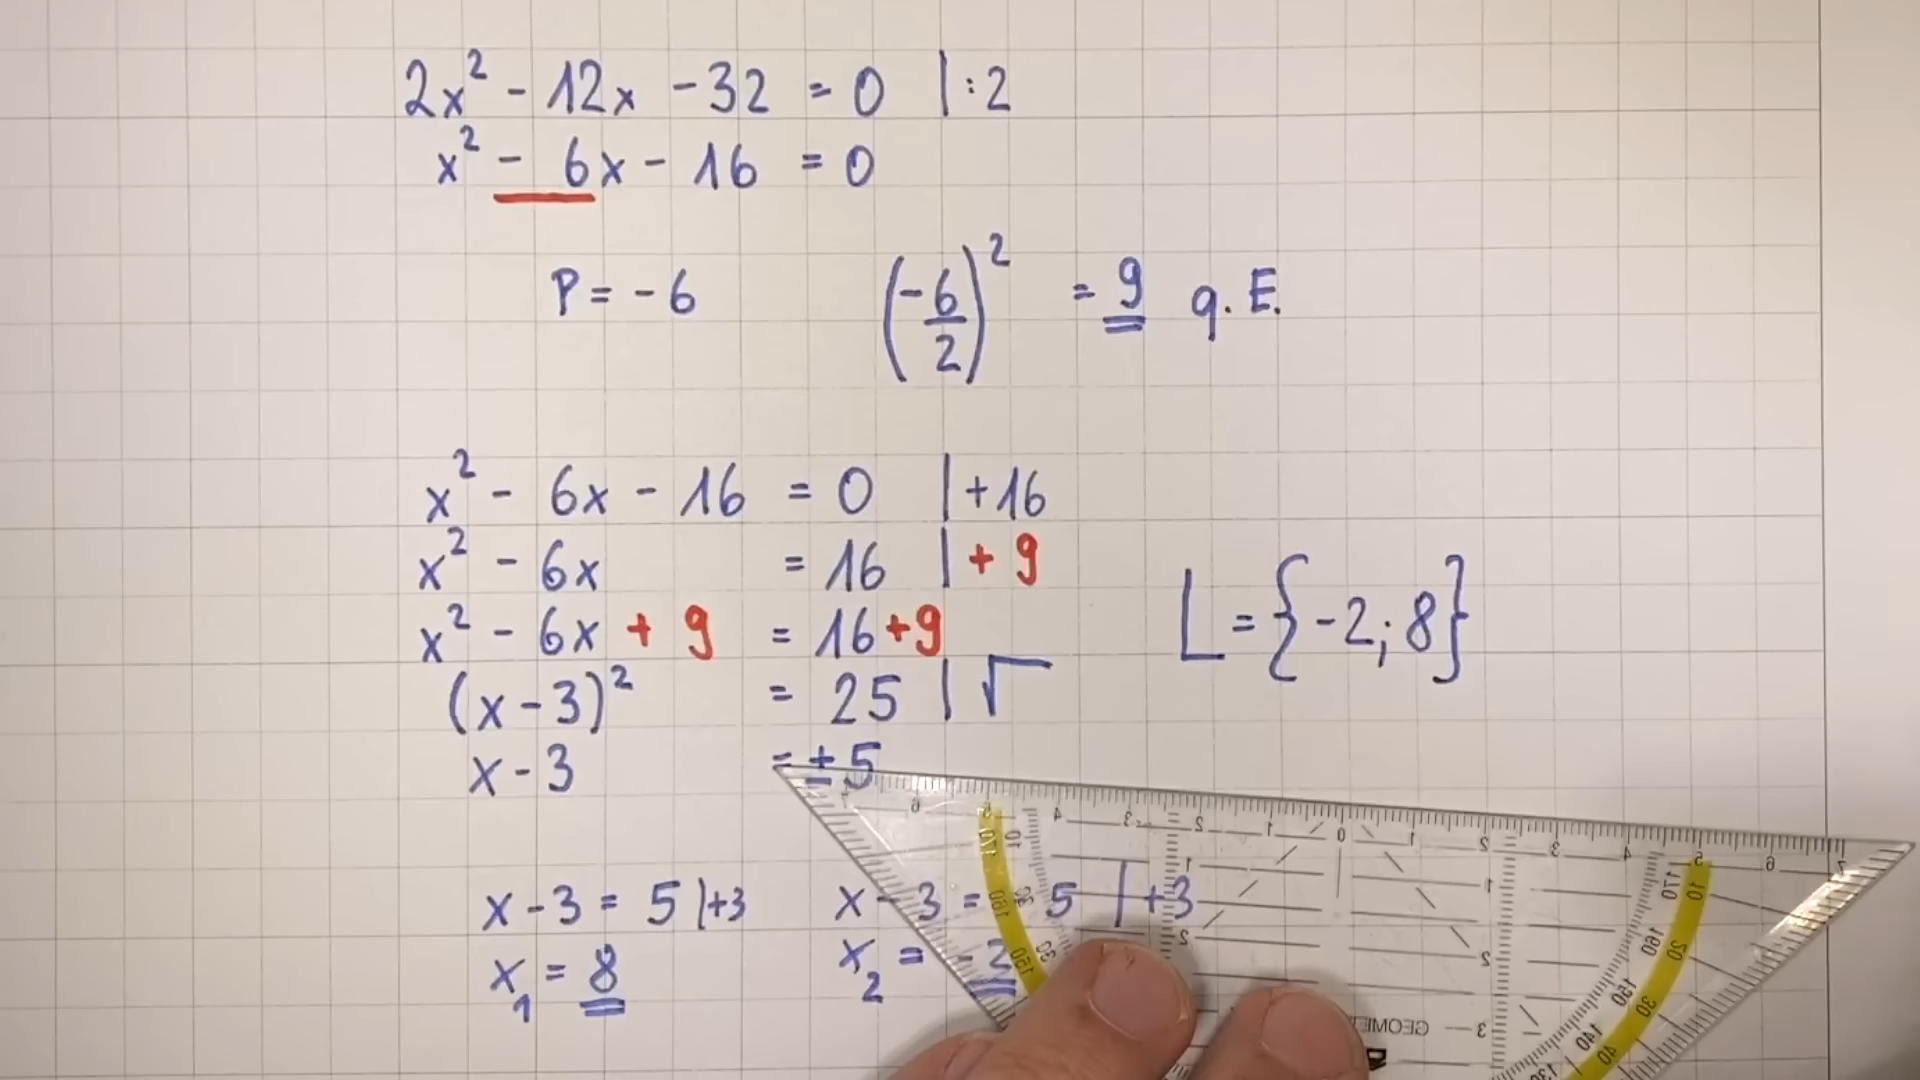 2x² - 12x - 32 = 0 | : 2
x² - 6x - 16 = 0
P = -6 (-6/2)² = 9 q. E.
x² - 6x - 16 = 0 | +16
x² - 6x = 16 | + 9
x² - 6x + 9 = 16 + 9
(x - 3)² = 25 | √
x - 3 = ± 5
L = {-2; 8}
x - 3 = 5 | +3
x₁ = 8
x - 3 = 5 | +3
x₂ = -2